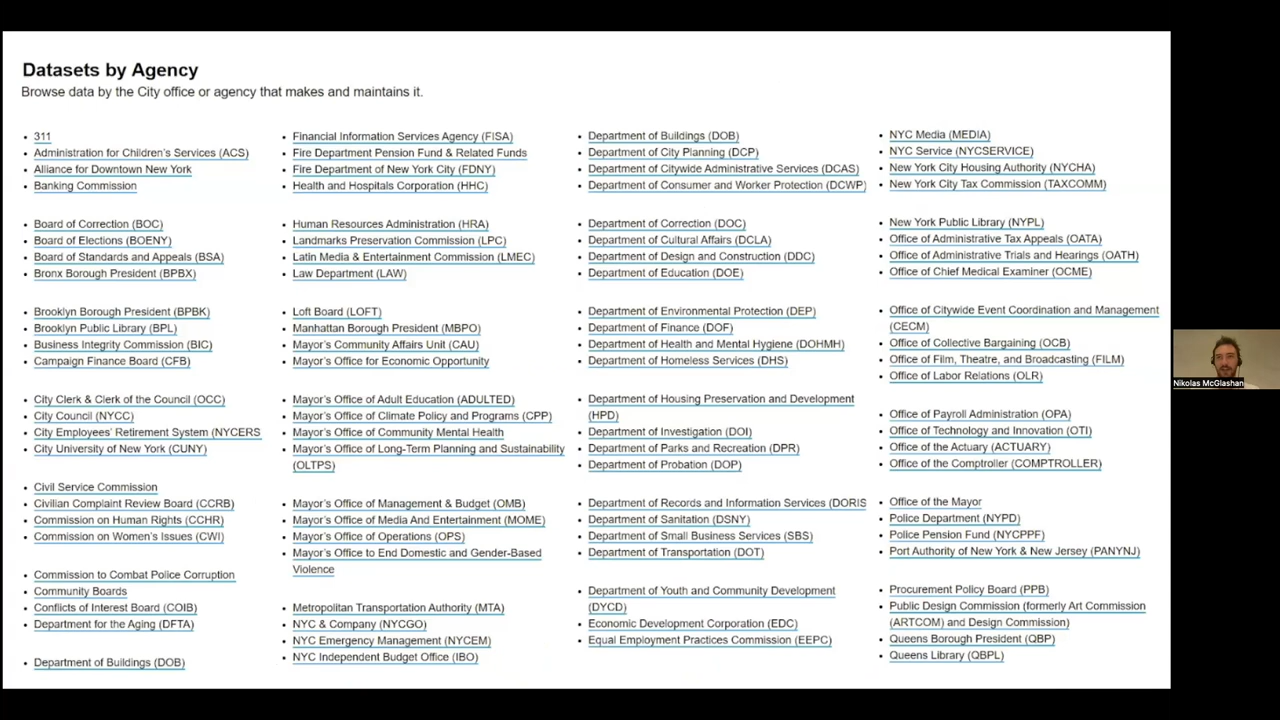 Datasets by Agency
Browse data by the City office or agency that makes and maintains it.
311
Administration for Children's Services (ACS)
Alliance for Downtown New York
Banking Commission
Board of Correction (BOC)
Board of Elections (BOENY)
Board of Standards and Appeals (BSA)
Bronx Borough President (BPBX)
Brooklyn Borough President (BPBK)
Brooklyn Public Library (BPL)
Business Integrity Commission (BIC)
Campaign Finance Board (CFB)
City Clerk & Clerk of the Council (OCC)
City Council (NYCC)
City Employees' Retirement System (NYCERS
City University of New York (CUNY)
Civil Service Commission
Civilian Complaint Review Board (CCRB)
Commission on Human Rights (CCHR)
Commission on Women's Issues (CWI)
Commission to Combat Police Corruption
Community Boards
Conflicts of Interest Board (COIB)
Department for the Aging (DFTA)
Department of Buildings (DOB)
Financial Information Services Agency (FISA)
Fire Department Pension Fund & Related Funds
Fire Department of New York City (FDNY)
Health and Hospitals Corporation (HHC)
Human Resources Administration (HRA)
Landmarks Preservation Commission (LPC)
Latin Media & Entertainment Commission (LMEC)
Law Department (LAW)
Loft Board (LOFT)
Manhattan Borough President (MBPO)
Mayor's Community Affairs Unit (CAU)
Mayor's Office for Economic Opportunity
Mayor's Office of Adult Education (ADULTED)
Mayor's Office of Climate Policy and Programs (CPP)
Mayor's Office of Community Mental Health
Mayor's Office of Long-Term Planning and Sustainability
(OLTPS)
Mayor's Office of Management & Budget (OMB)
Mayor's Office of Media And Entertainment (MOME)
Mayor's Office of Operations (OPS)
Mayor's Office to End Domestic and Gender-Based
Violence
Metropolitan Transportation Authority (MTA)
NYC & Company (NYCGO)
NYC Emergency Management (NYCEM)
NYC Independent Budget Office (IBO)
Department of Buildings (DOB)
Department of City Planning (DCP)
Department of Citywide Administrative Services (DCAS)
Department of Consumer and Worker Protection (DCWP)
Department of Correction (DOC)
Department of Cultural Affairs (DCLA)
Department of Design and Construction (DDC)
Department of Education (DOE)
Department of Environmental Protection (DEP)
Department of Finance (DOF)
Department of Health and Mental Hygiene (DOHMH)
Department of Homeless Services (DHS)
Department of Housing Preservation and Development
(HPD)
Department of Investigation (DOI)
Department of Parks and Recreation (DPR)
Department of Probation (DOP)
Department of Records and Information Services (DORIS
Department of Sanitation (DSNY)
Department of Small Business Services (SBS)
Department of Transportation (DOT)
Department of Youth and Community Development
(DYCD)
Economic Development Corporation (EDC)
Equal Employment Practices Commission (EEPC)
NYC Media (MEDIA)
NYC Service (NYCSERVICE)
New York City Housing Authority (NYCHA)
New York City Tax Commission (TAXCOMM)
New York Public Library (NYPL)
Office of Administrative Tax Appeals (OATA)
Office of Administrative Trials and Hearings (OATH)
Office of Chief Medical Examiner (OCME)
Office of Citywide Event Coordination and Management
(CECM)
Office of Collective Bargaining (OCB)
Office of Film, Theatre, and Broadcasting (FILM)
Office of Labor Relations (OLR)
Office of Payroll Administration (OPA)
Office of Technology and Innovation (OTI)
Office of the Actuary (ACTUARY)
Office of the Comptroller (COMPTROLLER)
Office of the Mayor
Police Department (NYPD)
Police Pension Fund (NYCPPF)
Port Authority of New York & New Jersey (PANYNJ)
Procurement Policy Board (PPB)
Public Design Commission (formerly Art Commission
(ARTCOM) and Design Commission)
Queens Borough President (QBP)
Queens Library (QBPL)
Nikolas McGlashan